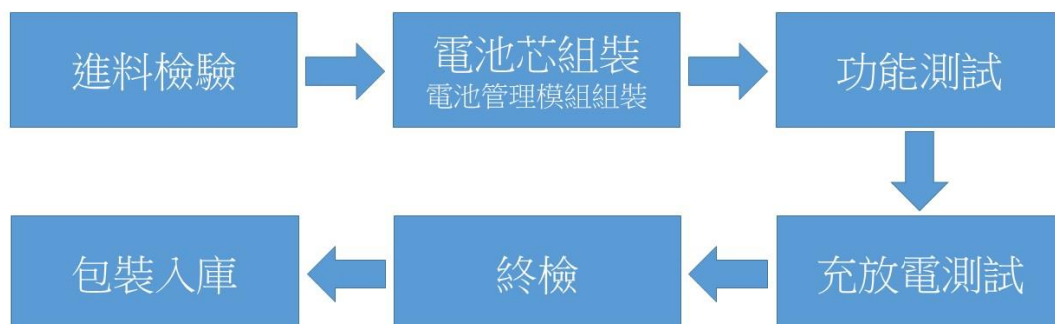 進料檢驗
電池芯組裝
電池管理模組組裝
功能測試
充放電測試
終檢
包裝入庫